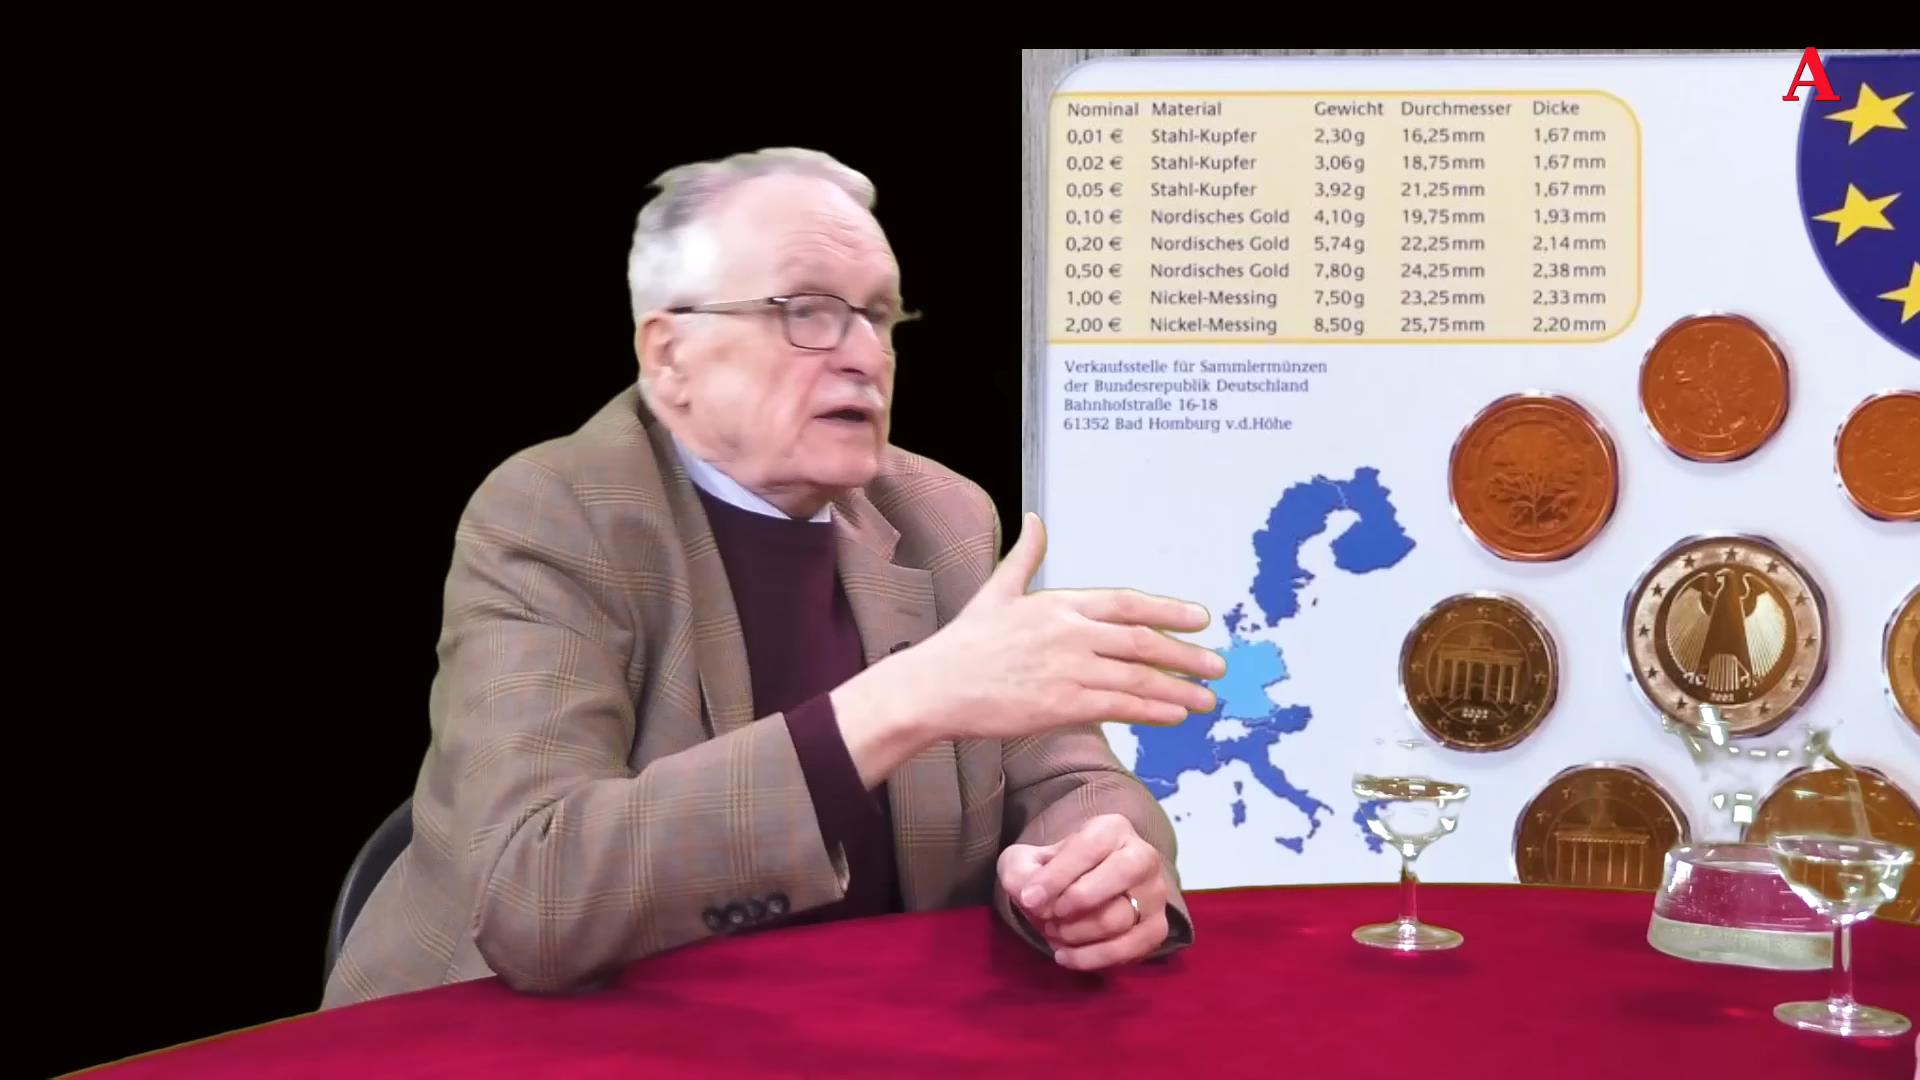 A
Nominal Material Gewicht Durchmesser Dicke
0,01 € Stahl-Kupfer 2,30g 16,25mm 1,67mm
0,02 € Stahl-Kupfer 3,06g 18,75mm 1,67mm
0,05 € Stahl-Kupfer 3,92g 21,25mm 1,67mm
0,10 € Nordisches Gold 4,10g 19,75mm 1,93mm
0,20 € Nordisches Gold 5,74g 22,25mm 2,14mm
0,50 € Nordisches Gold 7,80g 24,25mm 2,38mm
1,00 € Nickel-Messing 7,50g 23,25mm 2,33mm
2,00 € Nickel-Messing 8,50g 25,75mm 2,20mm
Verkaufsstelle für Sammlermünzen
der Bundesrepublik Deutschland
Bahnhofstraße 16-18
61352 Bad Homburg v.d.Höhe
2002
2002